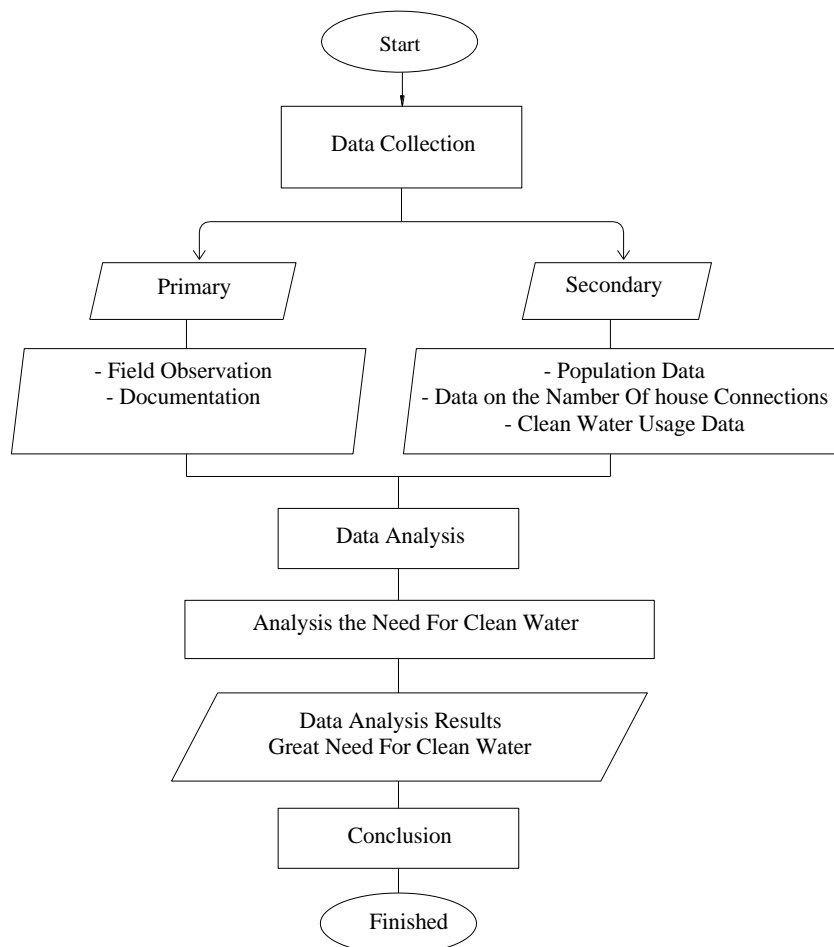 Start
Data Collection
Primary
Secondary
- Field Observation
- Documentation
- Population Data
- Data on the Namber Of house Connections
- Clean Water Usage Data
Data Analysis
Analysis the Need For Clean Water
Data Analysis Results
Great Need For Clean Water
Conclusion
Finished